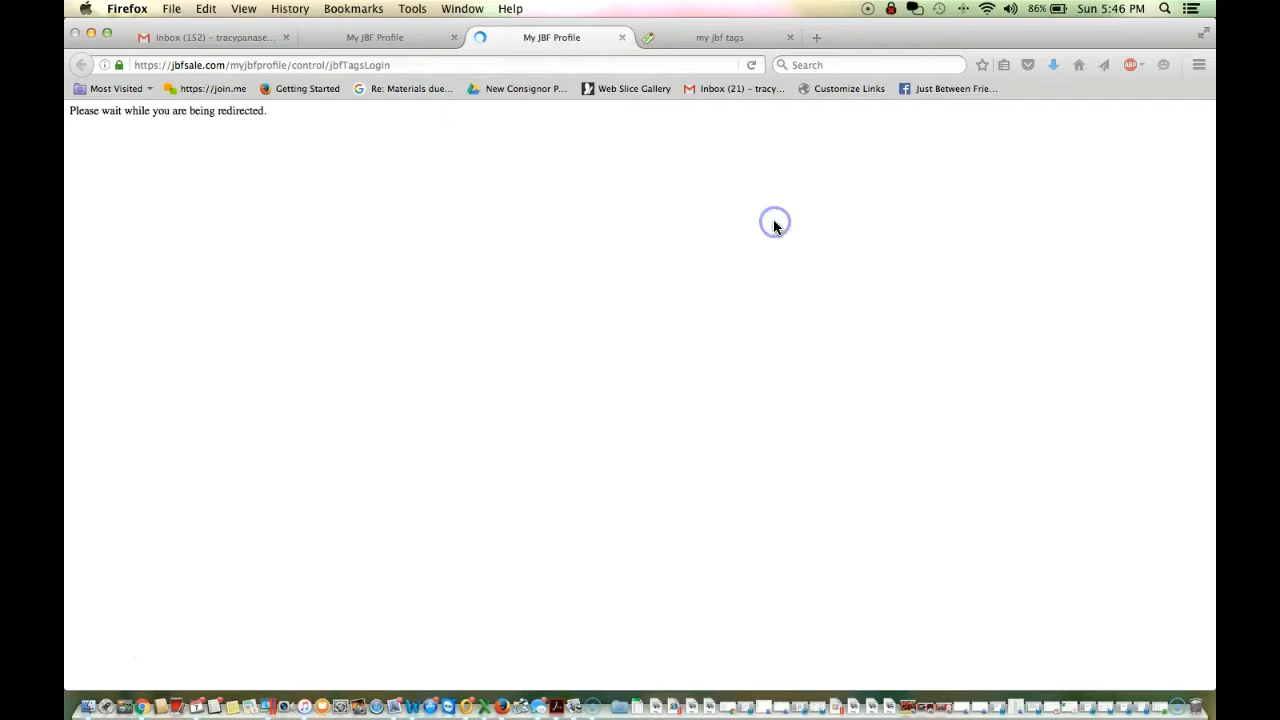 Firefox File Edit View History Bookmarks Tools Window Help 86% Sun 5:46 PM
Inbox (152) – tracypanase... My JBF Profile My JBF Profile my jbf tags
https://jbfsale.com/myjbfprofile/control/jbfTagsLogin Search
Most Visited https://join.me Getting Started Re: Materials due... New Consignor P... Web Slice Gallery Inbox (21) – tracy... Customize Links Just Between Frie...
Please wait while you are being redirected.